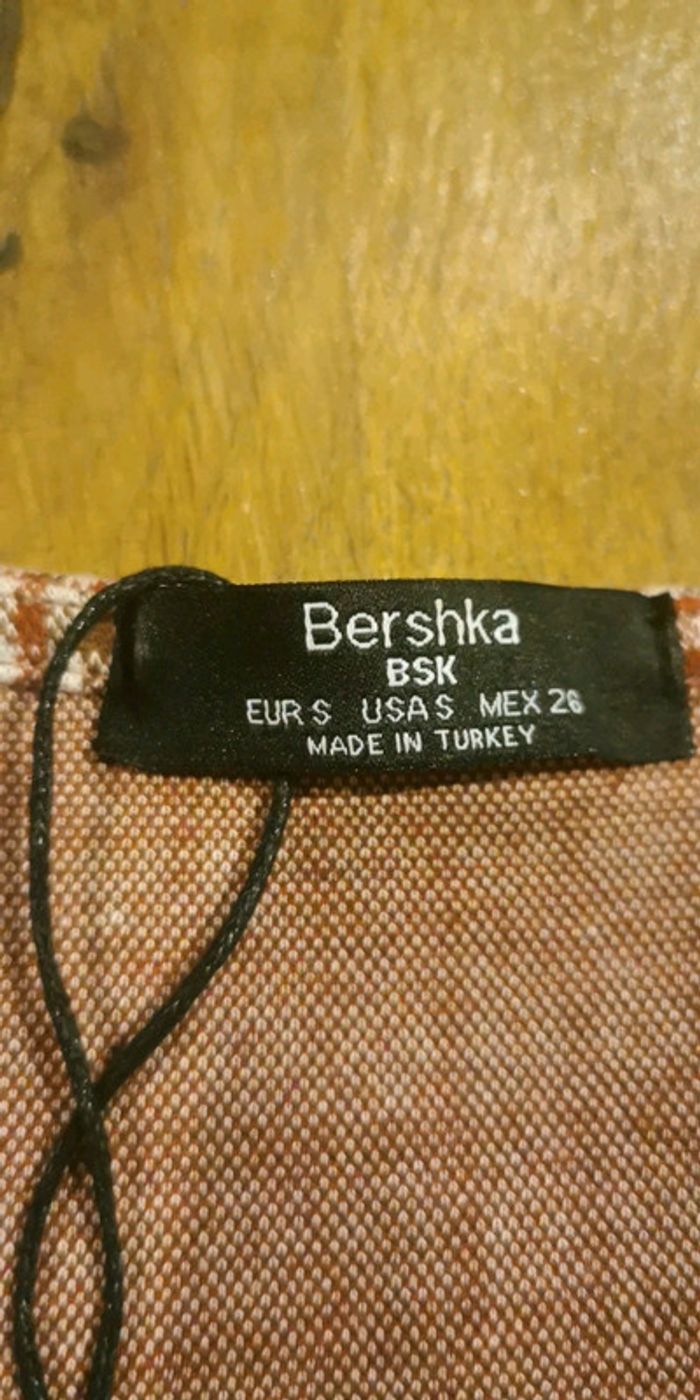 Bershka
BSK
EUR S USA S MEX 26
MADE IN TURKEY